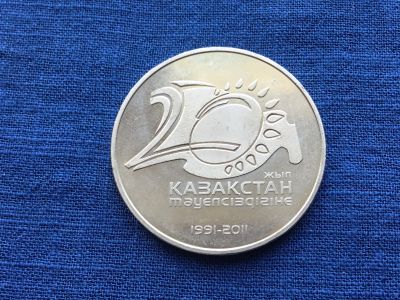 20
жыл
ҚАЗАҚСТАН
тәуелсіздігіне
1991-2011